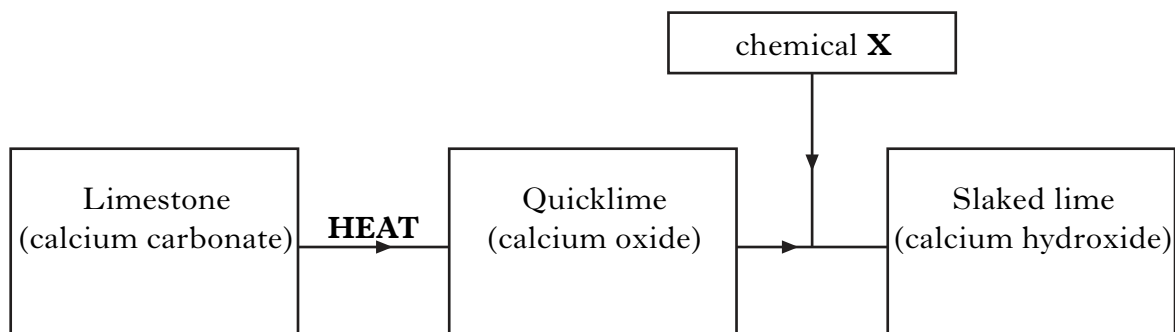 chemical X
Limestone
(calcium carbonate)
HEAT
Quicklime
(calcium oxide)
Slaked lime
(calcium hydroxide)